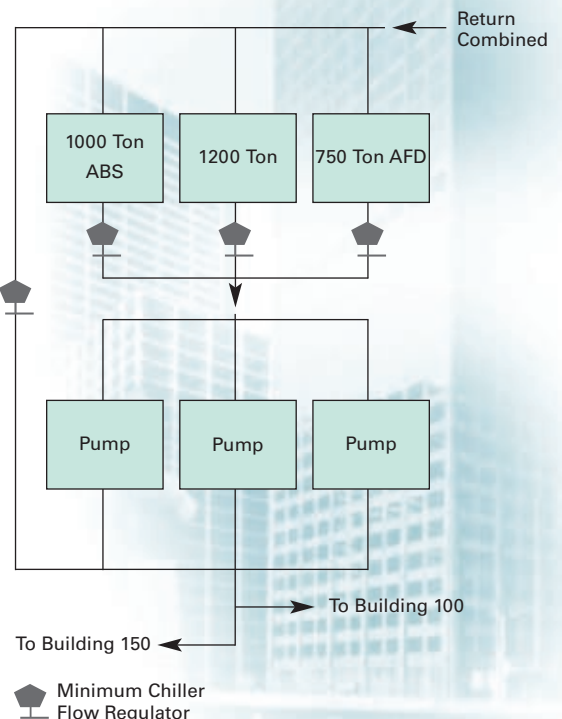 Return
Combined
1000 Ton
ABS
1200 Ton
750 Ton AFD
Pump
Pump
Pump
To Building 100
To Building 150
Minimum Chiller
Flow Regulator